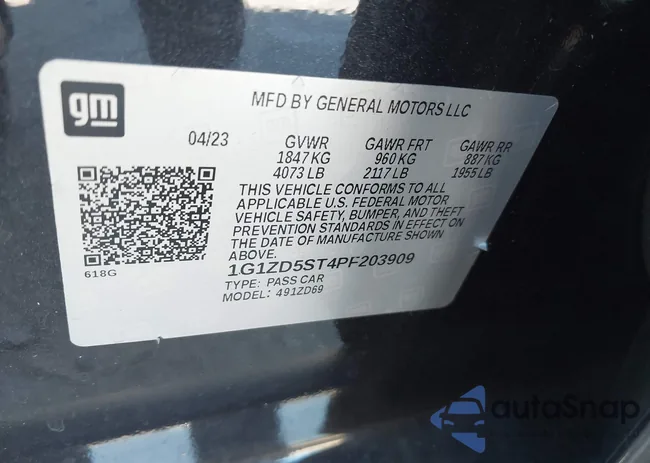 gm
MFD BY GENERAL MOTORS LLC
04/23 GVWR GAWR FRT GAWR RR
1847 KG 960 KG 887 KG
4073 LB 2117 LB 1955 LB
THIS VEHICLE CONFORMS TO ALL
APPLICABLE U.S. FEDERAL MOTOR
VEHICLE SAFETY, BUMPER, AND THEFT
PREVENTION STANDARDS IN EFFECT ON
THE DATE OF MANUFACTURE SHOWN
ABOVE.
618G
1G1ZD5ST4PF203909
TYPE: PASS CAR
MODEL: 491ZD69
autoSnap